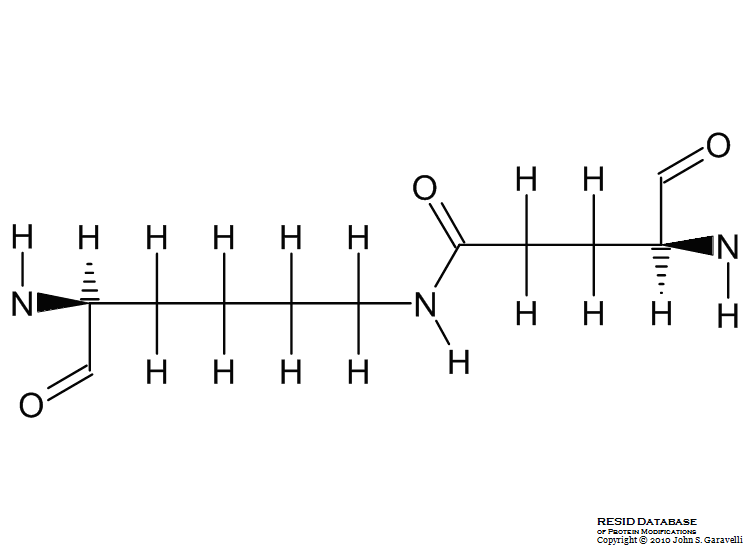 O
H H O
H H H H H H
N N
N H H H H
H
H H H H
O
RESID DATABASE
OF PROTEIN MODIFICATIONS
Copyright © 2010 John S. Garavelli